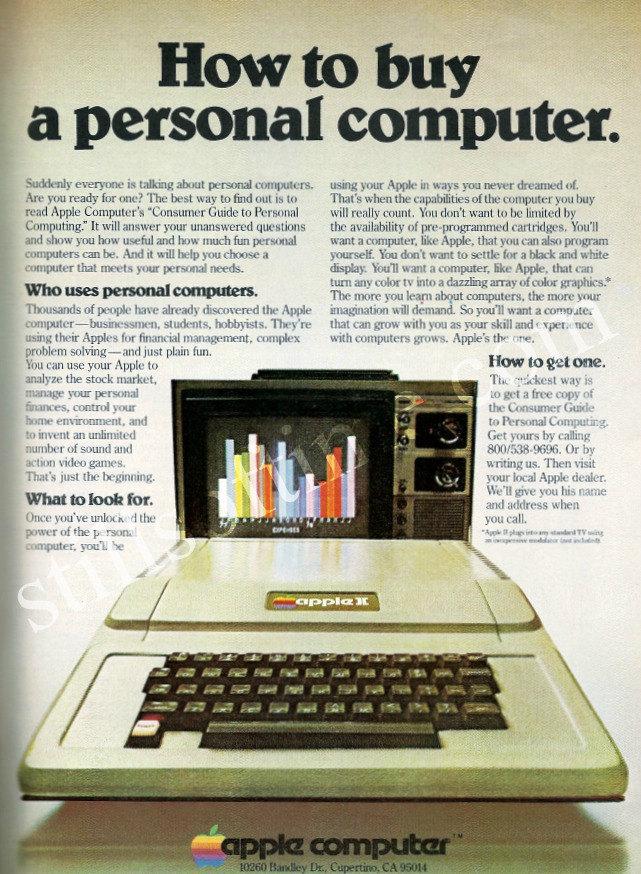 How to buy
a personal computer.
Suddenly everyone is talking about personal computers.
Are you ready for one? The best way to find out is to
read Apple Computer's "Consumer Guide to Personal
Computing." It will answer your unanswered questions
and show you how useful and how much fun personal
computers can be. And it will help you choose a
computer that meets your personal needs.
Who uses personal computers.
Thousands of people have already discovered the Apple
computer—businessmen, students, hobbyists. They're
using their Apples for financial management, complex
problem solving—and just plain fun.
You can use your Apple to
analyze the stock market,
manage your personal
finances, control your
home environment, and
to invent an unlimited
number of sound and
action video games.
That's just the beginning.
What to look for.
Once you've unlocked the
power of the personal
computer, you'll be
using your Apple in ways you never dreamed of.
That's when the capabilities of the computer you buy
will really count. You don't want to be limited by
the availability of pre-programmed cartridges. You'll
want a computer, like Apple, that you can also program
yourself. You don't want to settle for a black and white
display. You'll want a computer, like Apple, that can
turn any color tv into a dazzling array of color graphics.*
The more you learn about computers, the more your
imagination will demand. So you'll want a computer
that can grow with you as your skill and experience
with computers grows. Apple's the one.
How to get one.
The quickest way is
to get a free copy of
the Consumer Guide
to Personal Computing.
Get yours by calling
800/538-9696. Or by
writing us. Then visit
your local Apple dealer.
We'll give you his name
and address when
you call.
*Apple II plugs into any standard TV using
an inexpensive modulator (not included).
EXPENSES
apple ][
apple computer™
10260 Bandley Dr., Cupertino, CA 95014